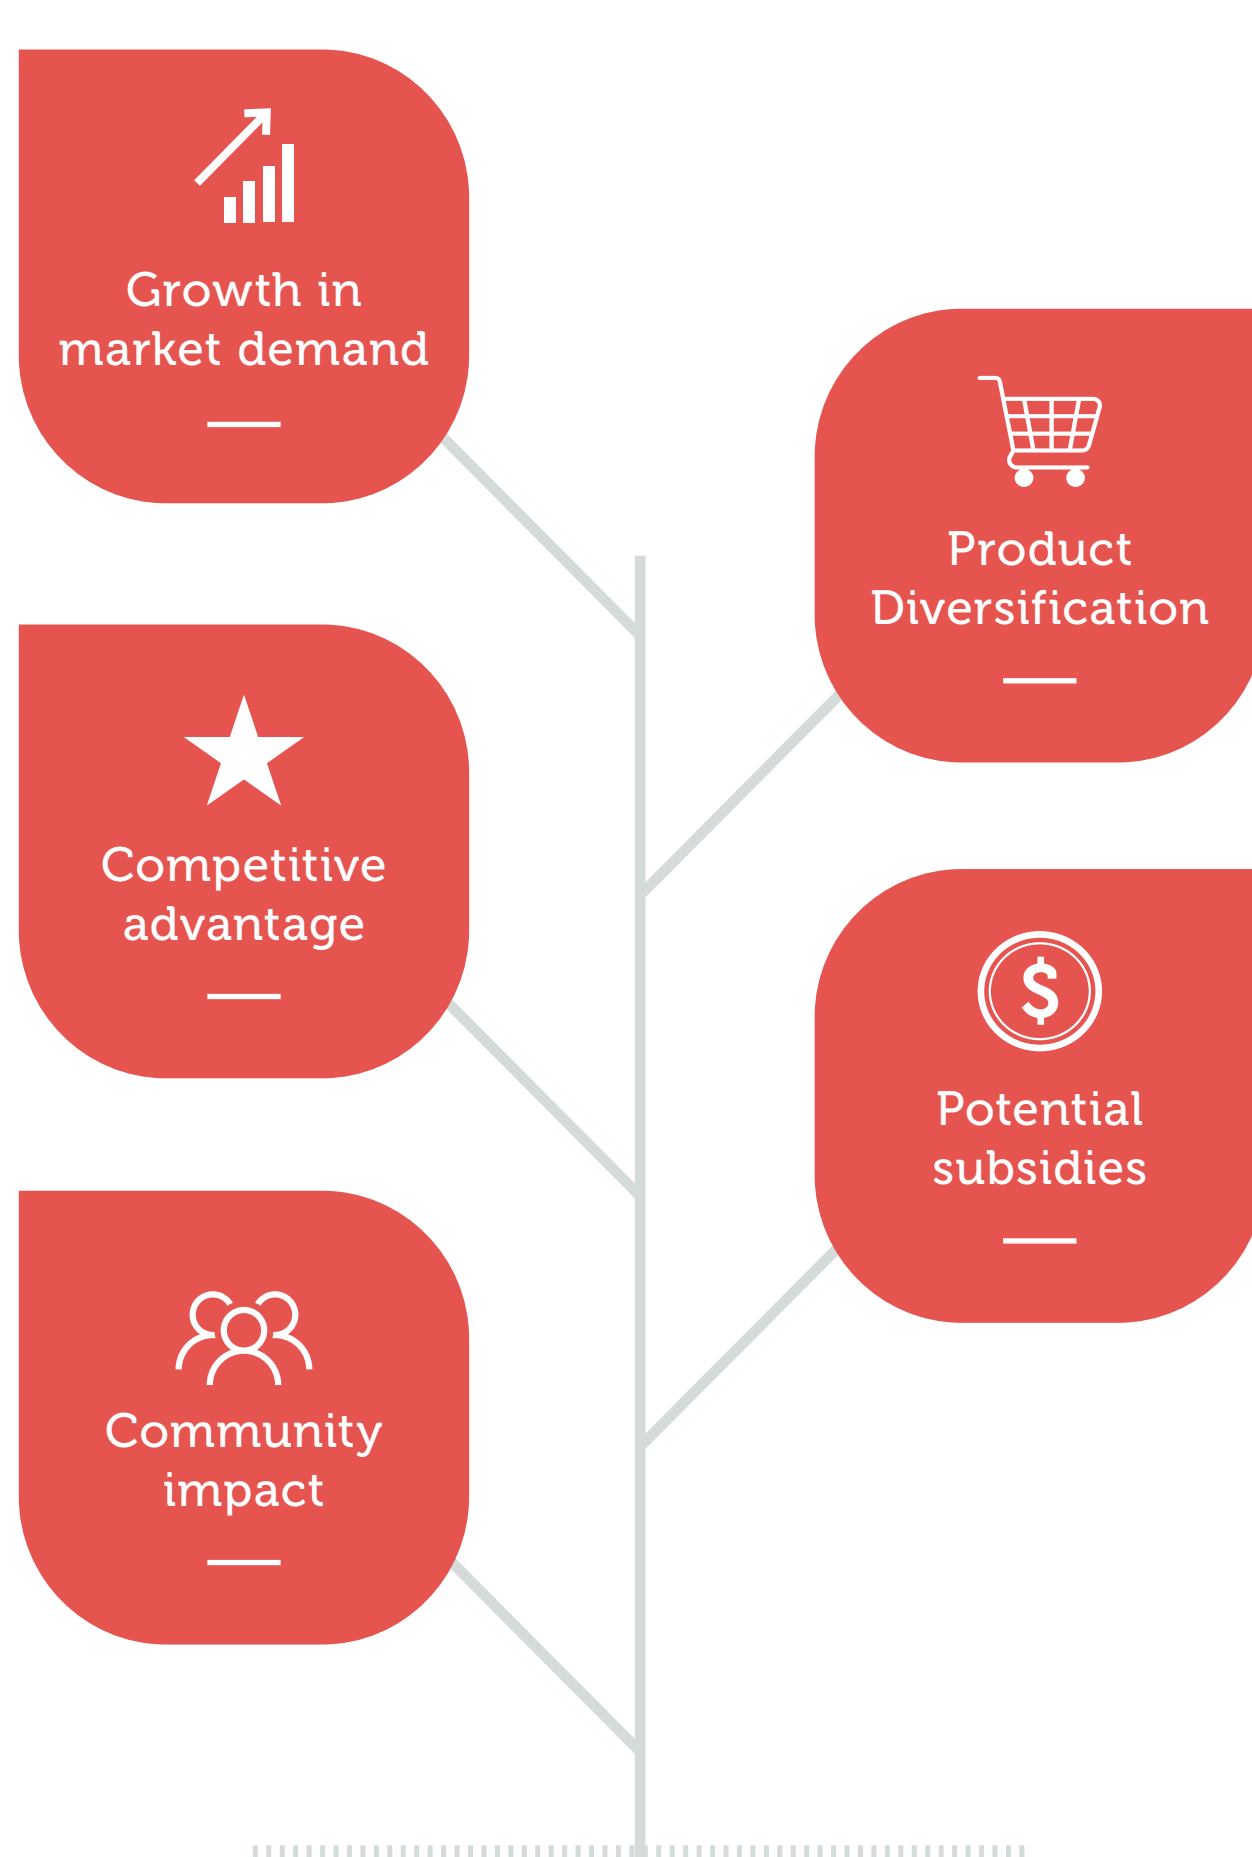 Growth in
market demand
Product
Diversification
Competitive
advantage
Potential
subsidies
Community
impact